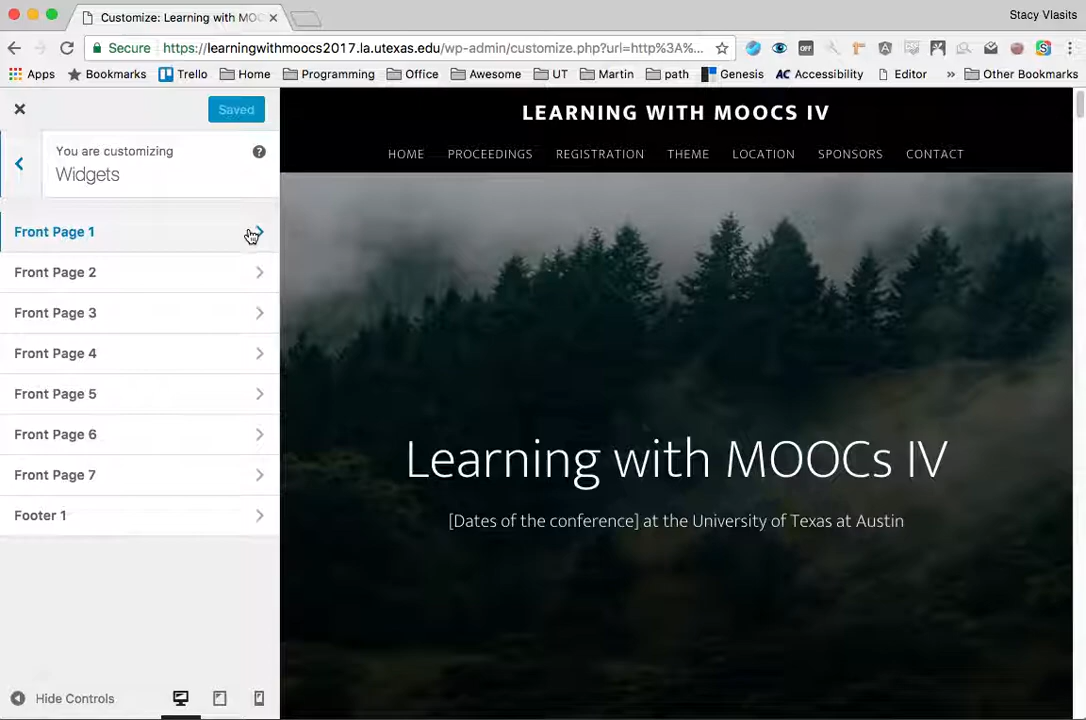 Customize: Learning with MOO
Stacy Vlasits
Secure https://learningwithmoocs2017.la.utexas.edu/wp-admin/customize.php?url=http%3A%...
Apps Bookmarks Trello Home Programming Office Awesome UT Martin path Genesis AC Accessibility Editor » Other Bookmarks
Saved
You are customizing
Widgets
Front Page 1
Front Page 2
Front Page 3
Front Page 4
Front Page 5
Front Page 6
Front Page 7
Footer 1
Hide Controls
LEARNING WITH MOOCS IV
HOME PROCEEDINGS REGISTRATION THEME LOCATION SPONSORS CONTACT
Learning with MOOCs IV
[Dates of the conference] at the University of Texas at Austin